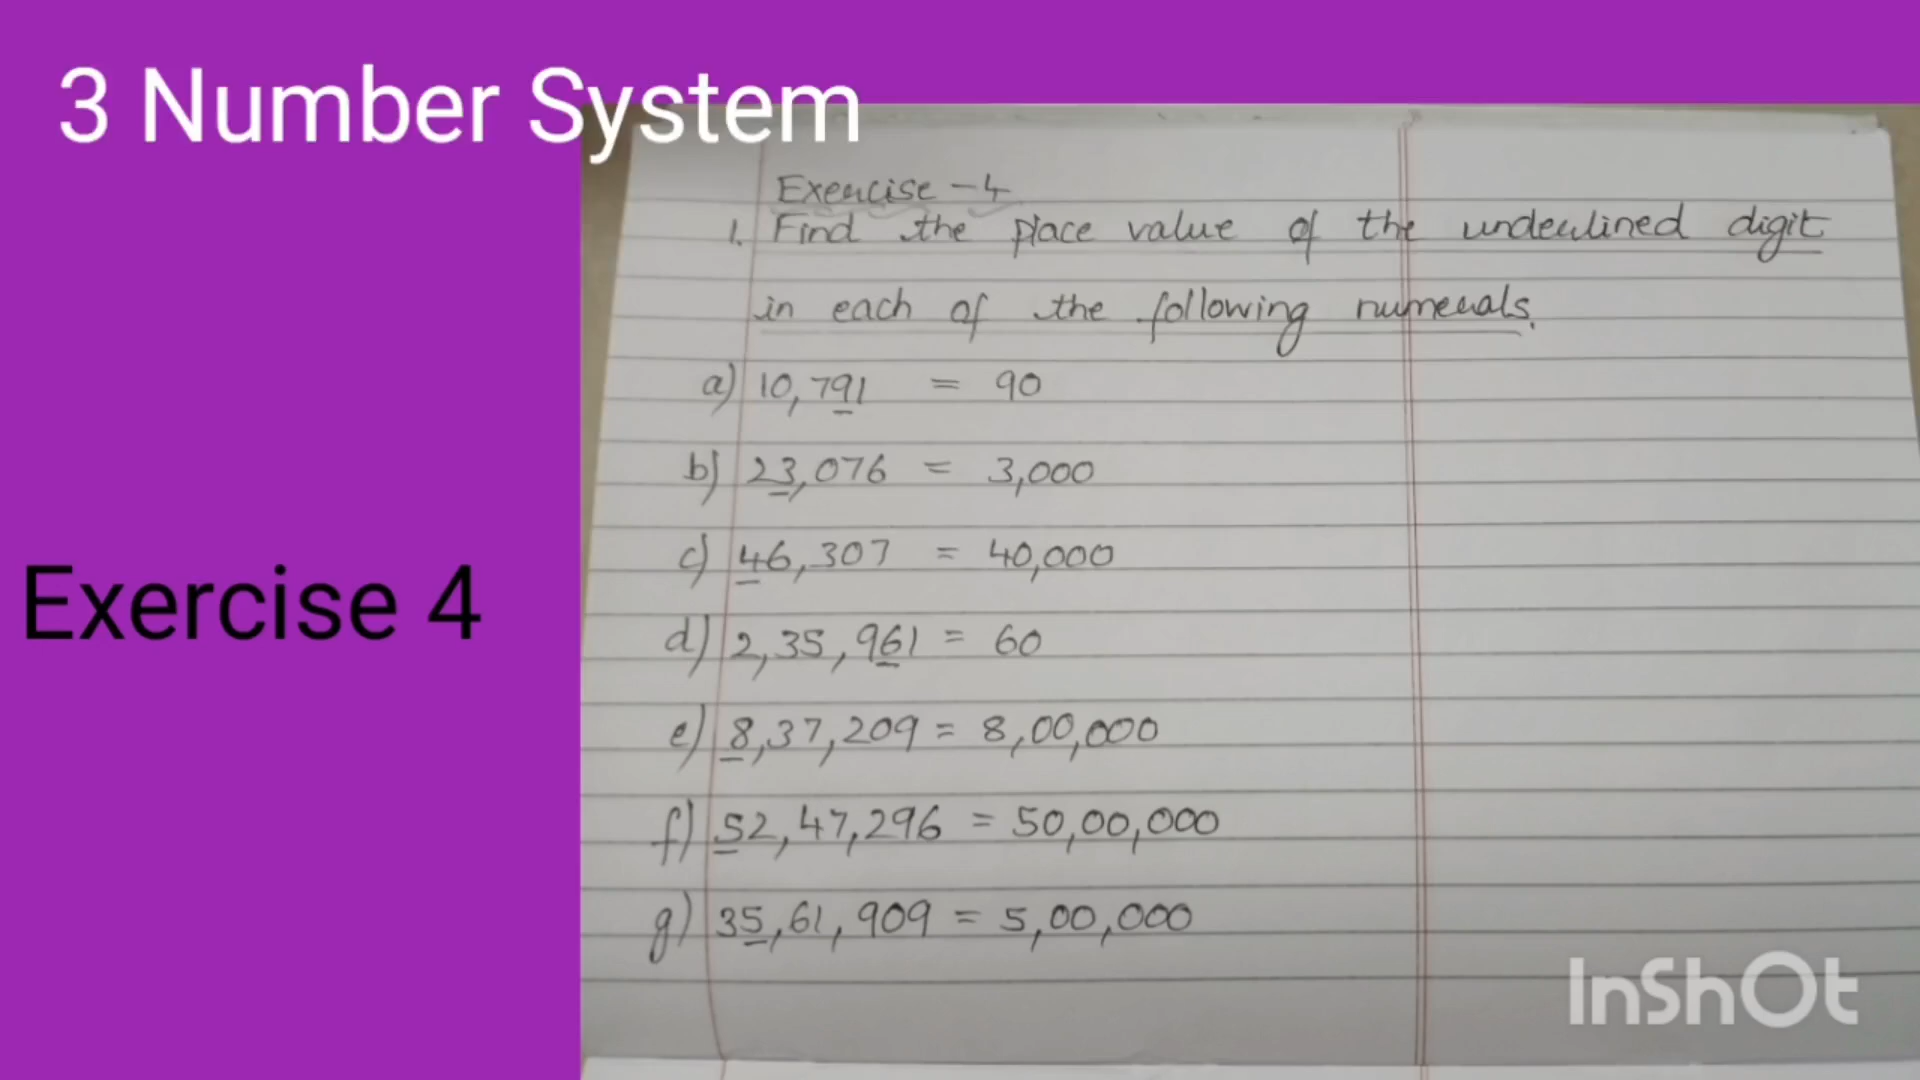 3 Number System
Exercise 4
Exercise - 4
1. Find the place value of the underlined digit
in each of the following numerals.
a) 10,791 = 90
b) 23,076 = 3,000
c) 46,307 = 40,000
d) 2,35,961 = 60
e) 8,37,209 = 8,00,000
f) 52,47,296 = 50,00,000
g) 35,61,909 = 5,00,000
InShOt